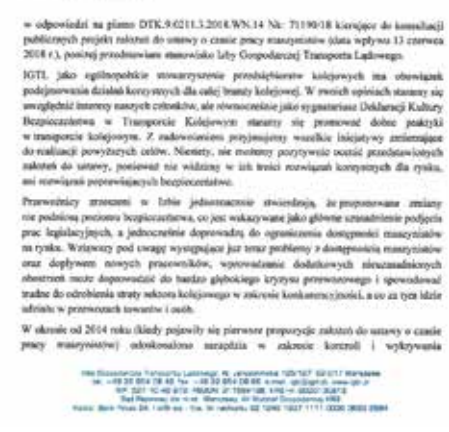 w odpowiedzi na pismo DTK.9.0211.3.2018.WN.14 NK: 71190/18 kierujące do konsultacji
publicznych projekt założeń do ustawy o czasie pracy maszynistów (data wpływu 13 czerwca
2018 r.), poniżej przedstawiam stanowisko Izby Gospodarczej Transportu Lądowego.
IGTL jako ogólnopolskie stowarzyszenie przedsiębiorstw kolejowych ma obowiązek
podejmowania działań korzystnych dla całej branży kolejowej. W swoich opiniach staramy się
uwzględnić interesy naszych członków, ale równocześnie jako sygnatariusz Deklaracji Kultury
Bezpieczeństwa w Transporcie Kolejowym staramy się promować dobre praktyki
w transporcie kolejowym. Z zadowoleniem przyjmujemy wszelkie inicjatywy zmierzające
do realizacji powyższych celów. Niestety, nie możemy pozytywnie ocenić przedstawionych
założeń do ustawy, ponieważ nie widzimy w ich treści rozwiązań korzystnych dla rynku,
ani rozwiązań poprawiających bezpieczeństwo.
Przewoźnicy zrzeszeni w Izbie jednoznacznie stwierdzają, że proponowane zmiany
nie podniosą poziomu bezpieczeństwa, co jest wskazywane jako główne uzasadnienie podjęcia
prac legislacyjnych, a jednocześnie doprowadzą do ograniczenia dostępności maszynistów
na rynku. Wziąwszy pod uwagę występujące już teraz problemy z dostępnością maszynistów
oraz dopływem nowych pracowników, wprowadzanie dodatkowych nieuzasadnionych
obostrzeń może doprowadzić do bardzo głębokiego kryzysu przewozowego i spowodować
trudne do odrobienia straty sektora kolejowego w zakresie konkurencyjności, a co za tym idzie
udziału w przewozach towarów i osób.
W okresie od 2014 roku (kiedy pojawiły się pierwsze propozycje założeń do ustawy o czasie
pracy maszynistów) udoskonalono narzędzia w zakresie kontroli i wykrywania
Izba Gospodarcza Transportu Lądowego